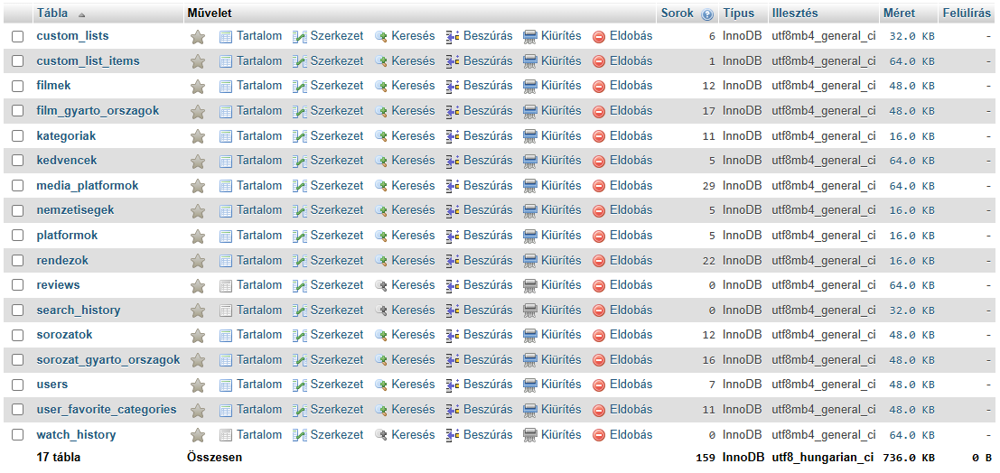 Tábla Művelet Sorok Típus Illesztés Méret Felülírás
custom_lists Tartalom Szerkezet Keresés Beszúrás Kiürítés Eldobás 6 InnoDB utf8mb4_general_ci 32.0 KB -
custom_list_items Tartalom Szerkezet Keresés Beszúrás Kiürítés Eldobás 1 InnoDB utf8mb4_general_ci 64.0 KB -
filmek Tartalom Szerkezet Keresés Beszúrás Kiürítés Eldobás 12 InnoDB utf8mb4_general_ci 48.0 KB -
film_gyarto_orszagok Tartalom Szerkezet Keresés Beszúrás Kiürítés Eldobás 17 InnoDB utf8mb4_general_ci 48.0 KB -
kategoriak Tartalom Szerkezet Keresés Beszúrás Kiürítés Eldobás 11 InnoDB utf8mb4_general_ci 16.0 KB -
kedvencek Tartalom Szerkezet Keresés Beszúrás Kiürítés Eldobás 5 InnoDB utf8mb4_general_ci 64.0 KB -
media_platformok Tartalom Szerkezet Keresés Beszúrás Kiürítés Eldobás 29 InnoDB utf8mb4_general_ci 64.0 KB -
nemzetisegek Tartalom Szerkezet Keresés Beszúrás Kiürítés Eldobás 5 InnoDB utf8mb4_general_ci 16.0 KB -
platformok Tartalom Szerkezet Keresés Beszúrás Kiürítés Eldobás 5 InnoDB utf8mb4_general_ci 16.0 KB -
rendezok Tartalom Szerkezet Keresés Beszúrás Kiürítés Eldobás 22 InnoDB utf8mb4_general_ci 16.0 KB -
reviews Tartalom Szerkezet Keresés Beszúrás Kiürítés Eldobás 0 InnoDB utf8mb4_general_ci 64.0 KB -
search_history Tartalom Szerkezet Keresés Beszúrás Kiürítés Eldobás 0 InnoDB utf8mb4_general_ci 32.0 KB -
sorozatok Tartalom Szerkezet Keresés Beszúrás Kiürítés Eldobás 12 InnoDB utf8mb4_general_ci 48.0 KB -
sorozat_gyarto_orszagok Tartalom Szerkezet Keresés Beszúrás Kiürítés Eldobás 16 InnoDB utf8mb4_general_ci 48.0 KB -
users Tartalom Szerkezet Keresés Beszúrás Kiürítés Eldobás 7 InnoDB utf8mb4_general_ci 48.0 KB -
user_favorite_categories Tartalom Szerkezet Keresés Beszúrás Kiürítés Eldobás 11 InnoDB utf8mb4_general_ci 48.0 KB -
watch_history Tartalom Szerkezet Keresés Beszúrás Kiürítés Eldobás 0 InnoDB utf8mb4_general_ci 64.0 KB -
17 tábla Összesen 159 InnoDB utf8_hungarian_ci 736.0 KB 0 B